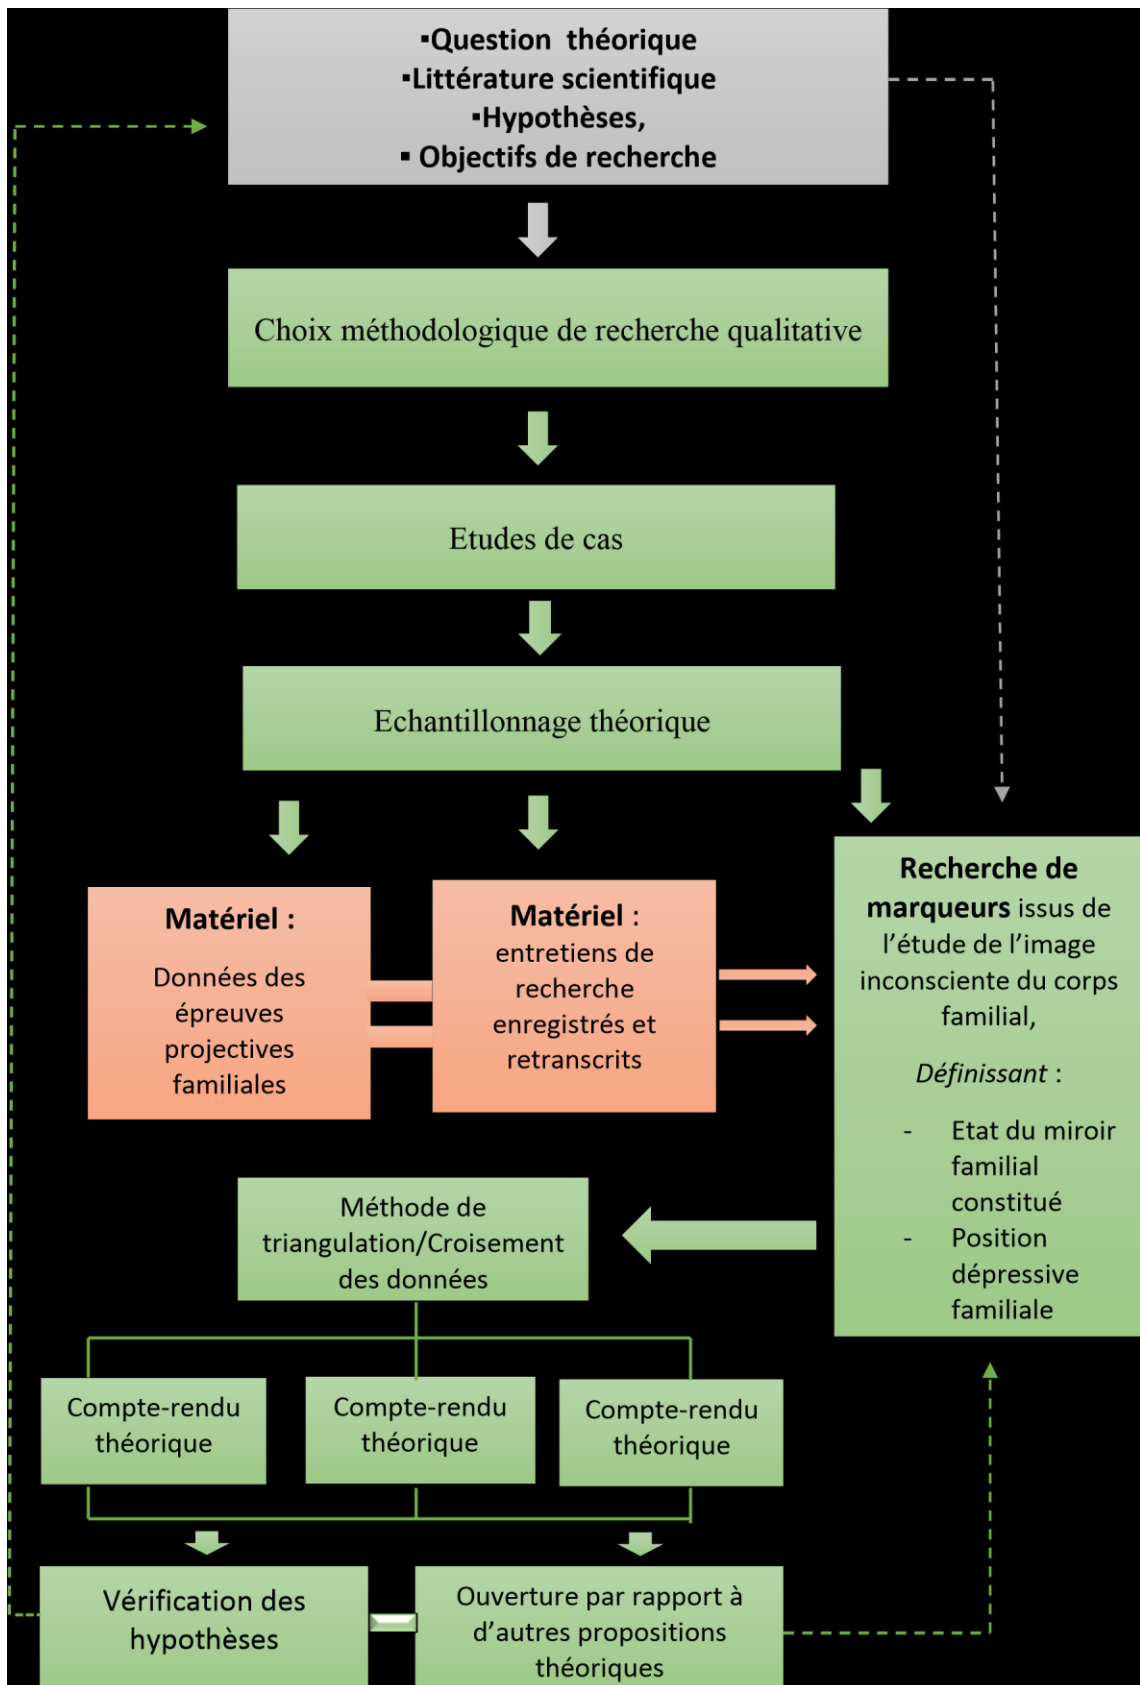 ▪Question théorique
▪Littérature scientifique
▪Hypothèses,
▪ Objectifs de recherche
Choix méthodologique de recherche qualitative
Etudes de cas
Echantillonnage théorique
Matériel :
Données des
épreuves
projectives
familiales
Matériel :
entretiens de
recherche
enregistrés et
retranscrits
Recherche de
marqueurs issus de
l’étude de l’image
inconsciente du corps
familial,
Définissant :
- Etat du miroir
familial
constitué
- Position
dépressive
familiale
Méthode de
triangulation/Croisement
des données
Compte-rendu
théorique
Compte-rendu
théorique
Compte-rendu
théorique
Vérification des
hypothèses
Ouverture par rapport à
d’autres propositions
théoriques